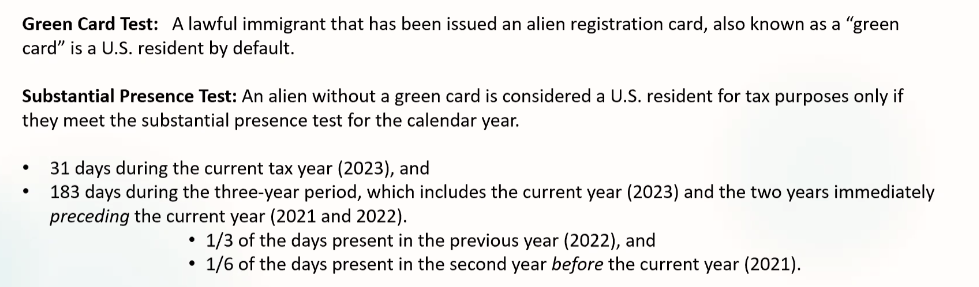 Green Card Test: A lawful immigrant that has been issued an alien registration card, also known as a “green
card” is a U.S. resident by default.
Substantial Presence Test: An alien without a green card is considered a U.S. resident for tax purposes only if
they meet the substantial presence test for the calendar year.
• 31 days during the current tax year (2023), and
• 183 days during the three-year period, which includes the current year (2023) and the two years immediately
preceding the current year (2021 and 2022).
• 1/3 of the days present in the previous year (2022), and
• 1/6 of the days present in the second year before the current year (2021).